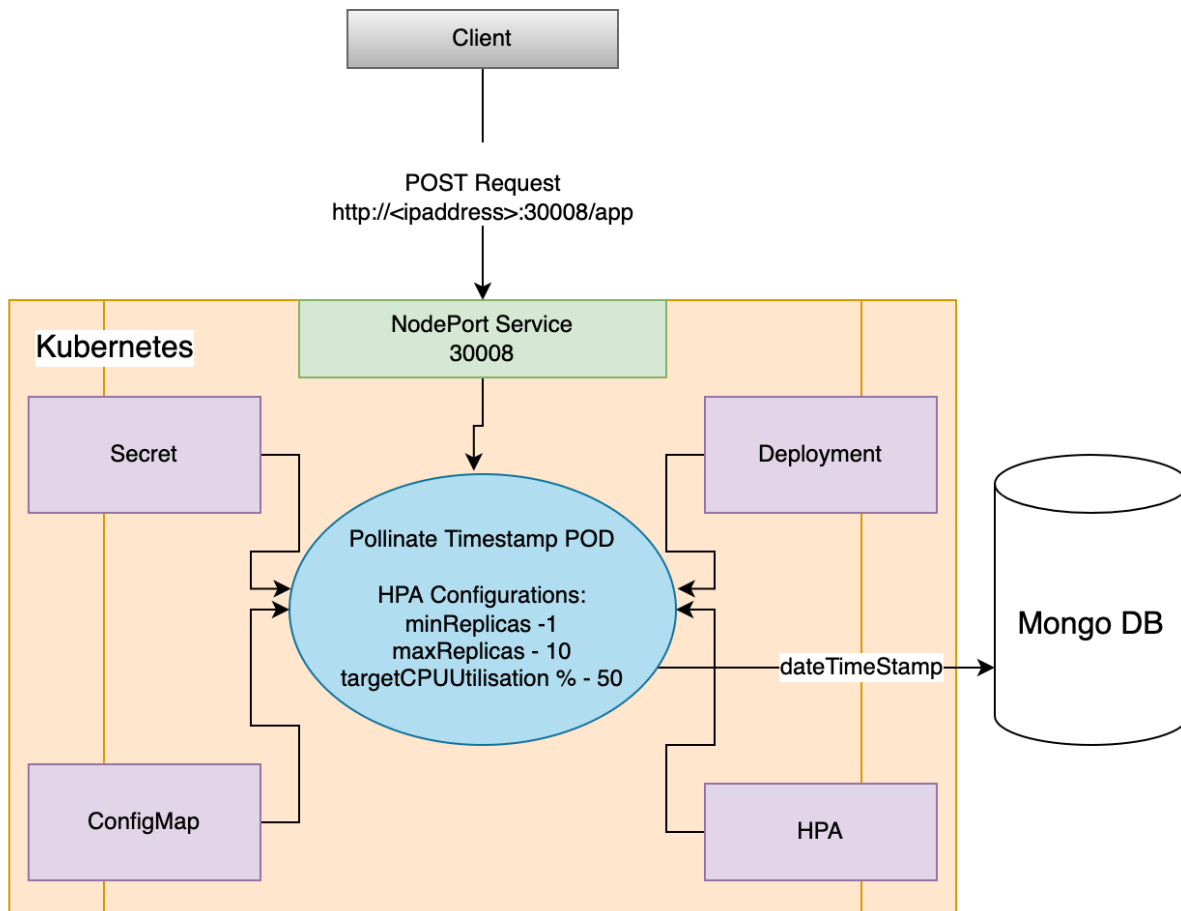 Client
POST Request
http://<ipaddress>:30008/app
NodePort Service
30008
Kubernetes
Secret
Deployment
Pollinate Timestamp POD
HPA Configurations:
minReplicas -1
maxReplicas - 10
targetCPUUtilisation % - 50
dateTimeStamp
Mongo DB
ConfigMap
HPA